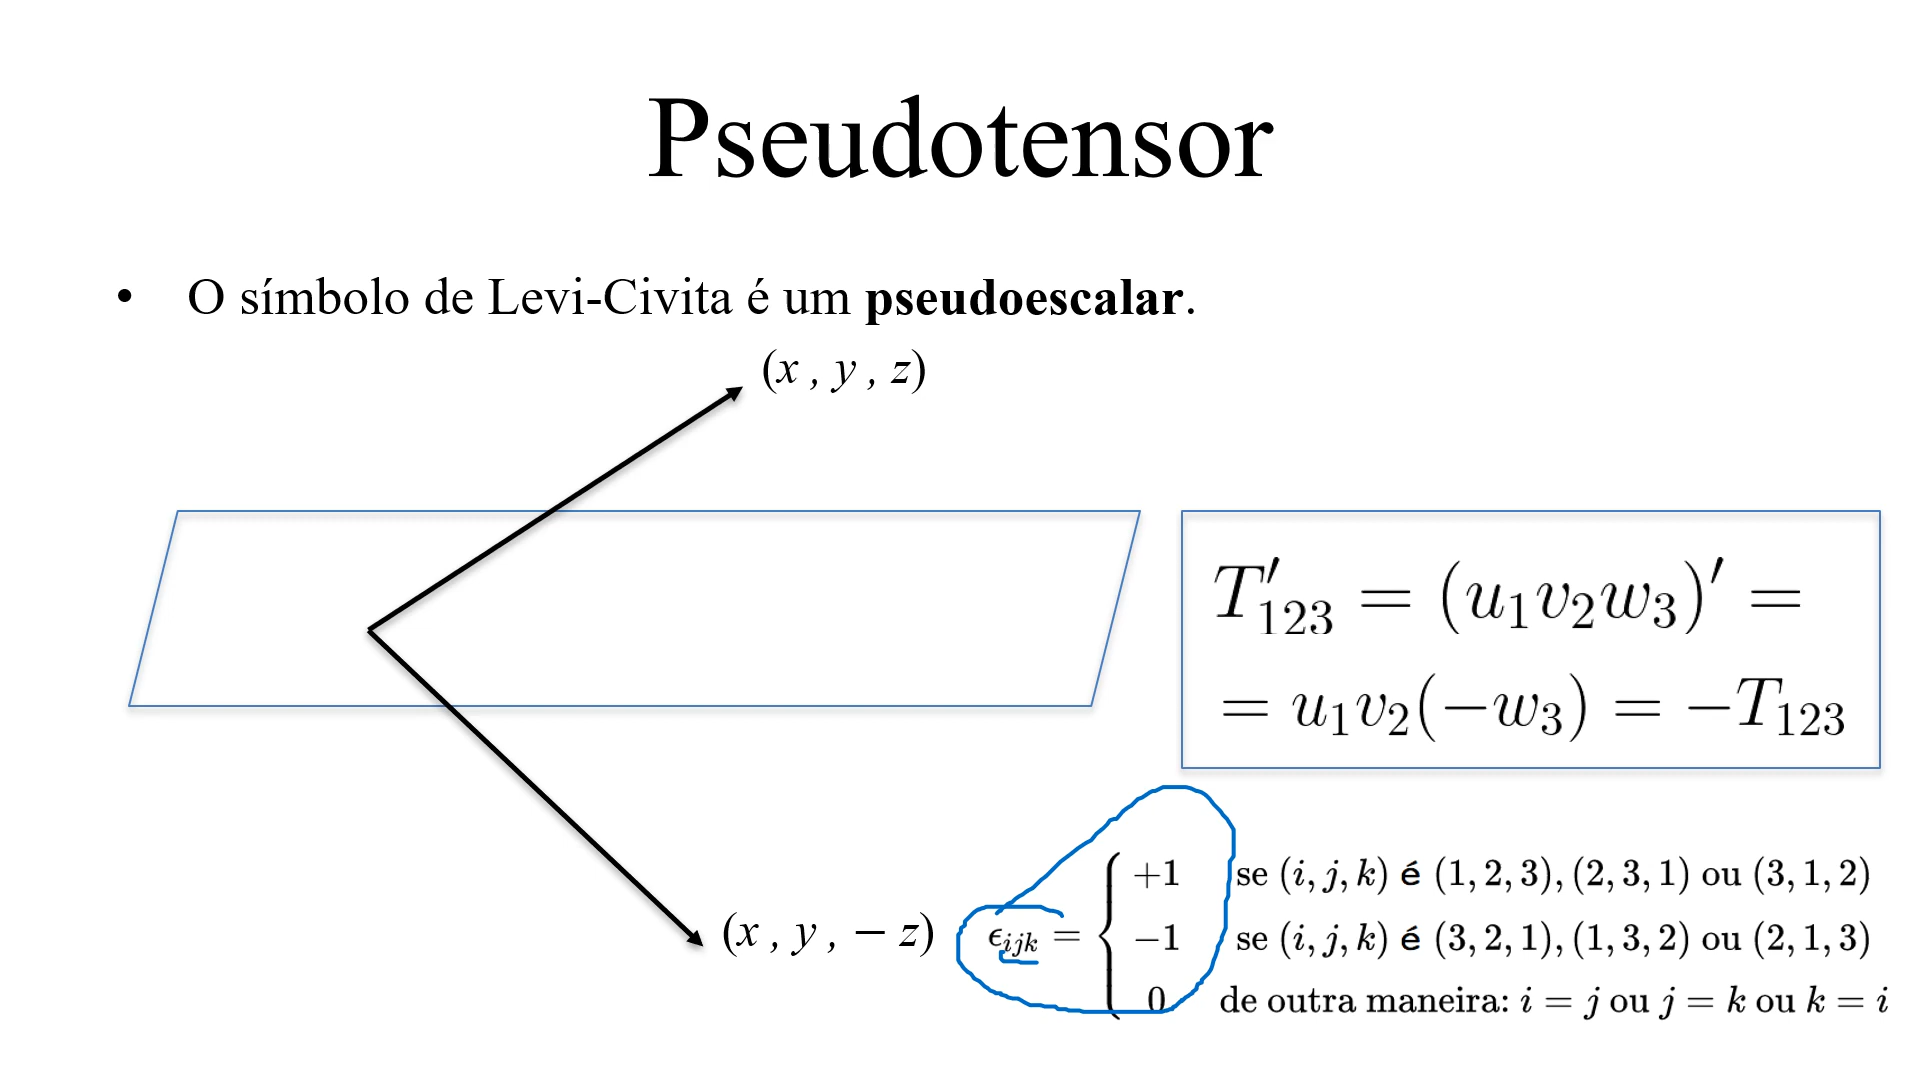 Pseudotensor
• O símbolo de Levi-Civita é um pseudoescalar.
(x , y , z)
T′₁₂₃ = (u₁v₂w₃)′ =
= u₁v₂(−w₃) = −T₁₂₃
(x , y , − z)
ϵᵢⱼₖ = {
+1 se (i, j, k) é (1, 2, 3), (2, 3, 1) ou (3, 1, 2)
−1 se (i, j, k) é (3, 2, 1), (1, 3, 2) ou (2, 1, 3)
0 de outra maneira: i = j ou j = k ou k = i